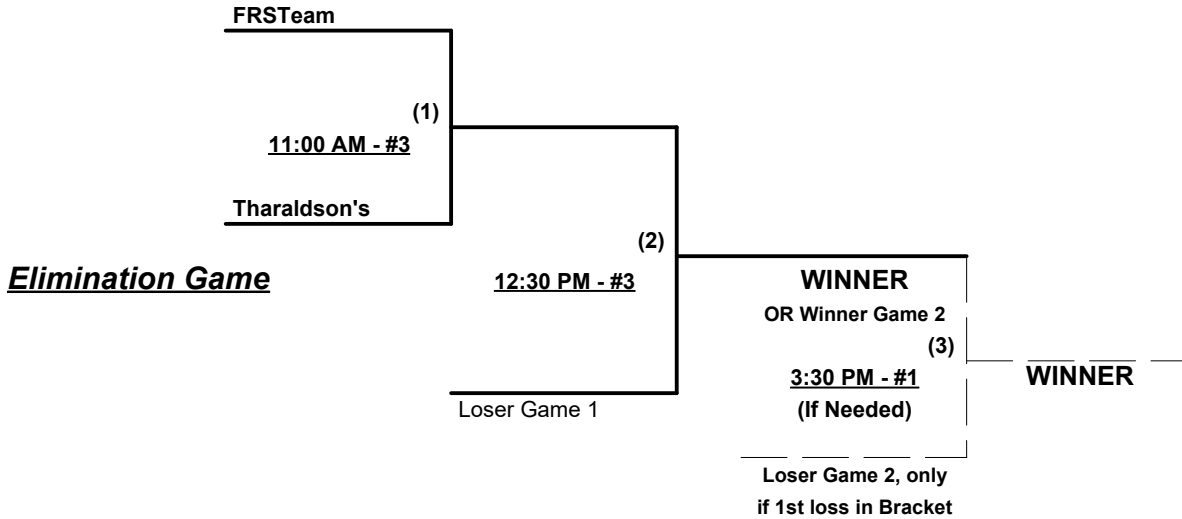 FRSTeam
(1)
11:00 AM - #3
Tharaldson's
(2)
Elimination Game
12:30 PM - #3
WINNER
OR Winner Game 2
(3)
3:30 PM - #1
WINNER
(If Needed)
Loser Game 1
Loser Game 2, only
if 1st loss in Bracket